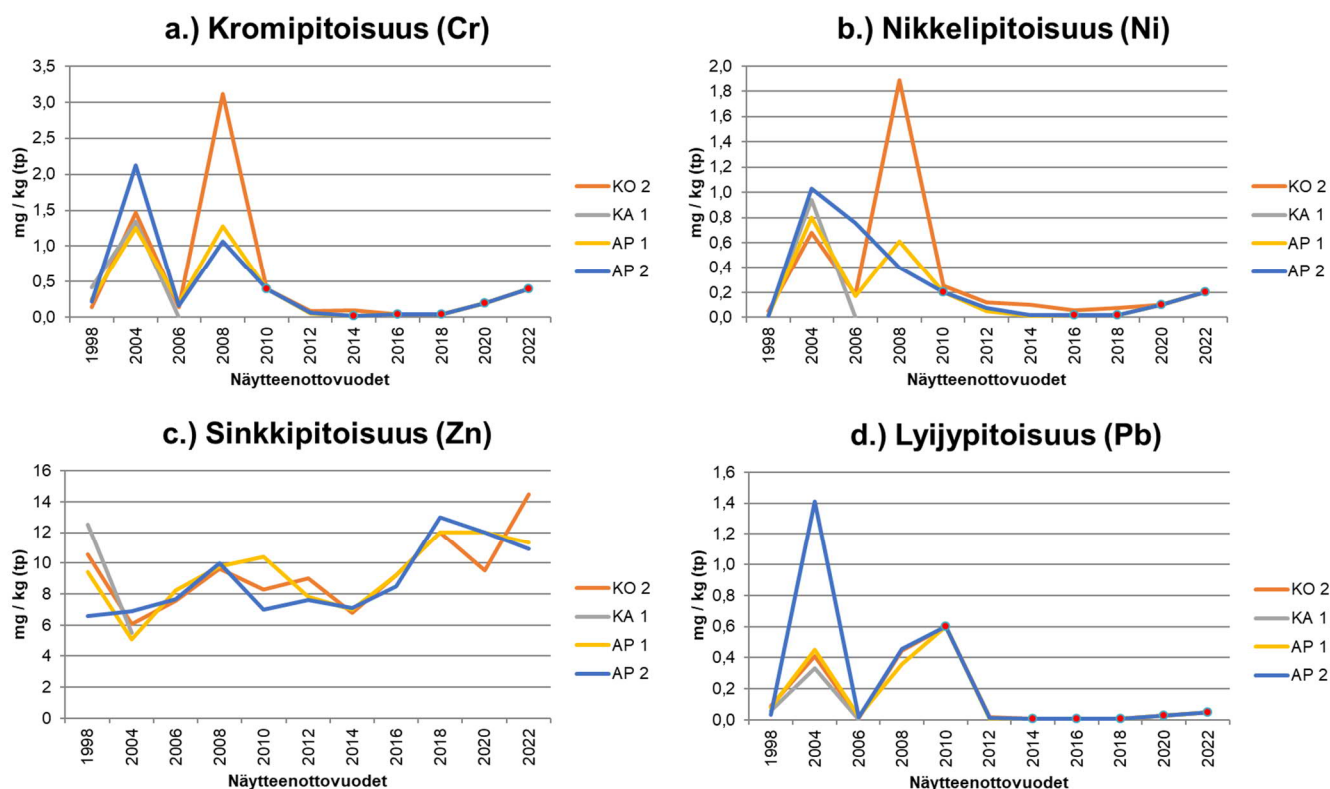 a.) Kromipitoisuus (Cr)
3,5
3,0
2,5
2,0
1,5
1,0
0,5
0,0
mg / kg (tp)
1998 2004 2006 2008 2010 2012 2014 2016 2018 2020 2022
Näytteenottovuodet
KO 2
KA 1
AP 1
AP 2
b.) Nikkelipitoisuus (Ni)
2,0
1,8
1,6
1,4
1,2
1,0
0,8
0,6
0,4
0,2
0,0
mg / kg (tp)
1998 2004 2006 2008 2010 2012 2014 2016 2018 2020 2022
Näytteenottovuodet
KO 2
KA 1
AP 1
AP 2
c.) Sinkkipitoisuus (Zn)
16
14
12
10
8
6
4
2
0
mg / kg (tp)
1998 2004 2006 2008 2010 2012 2014 2016 2018 2020 2022
Näytteenottovuodet
KO 2
KA 1
AP 1
AP 2
d.) Lyijypitoisuus (Pb)
1,6
1,4
1,2
1,0
0,8
0,6
0,4
0,2
0,0
mg / kg (tp)
1998 2004 2006 2008 2010 2012 2014 2016 2018 2020 2022
Näytteenottovuodet
KO 2
KA 1
AP 1
AP 2